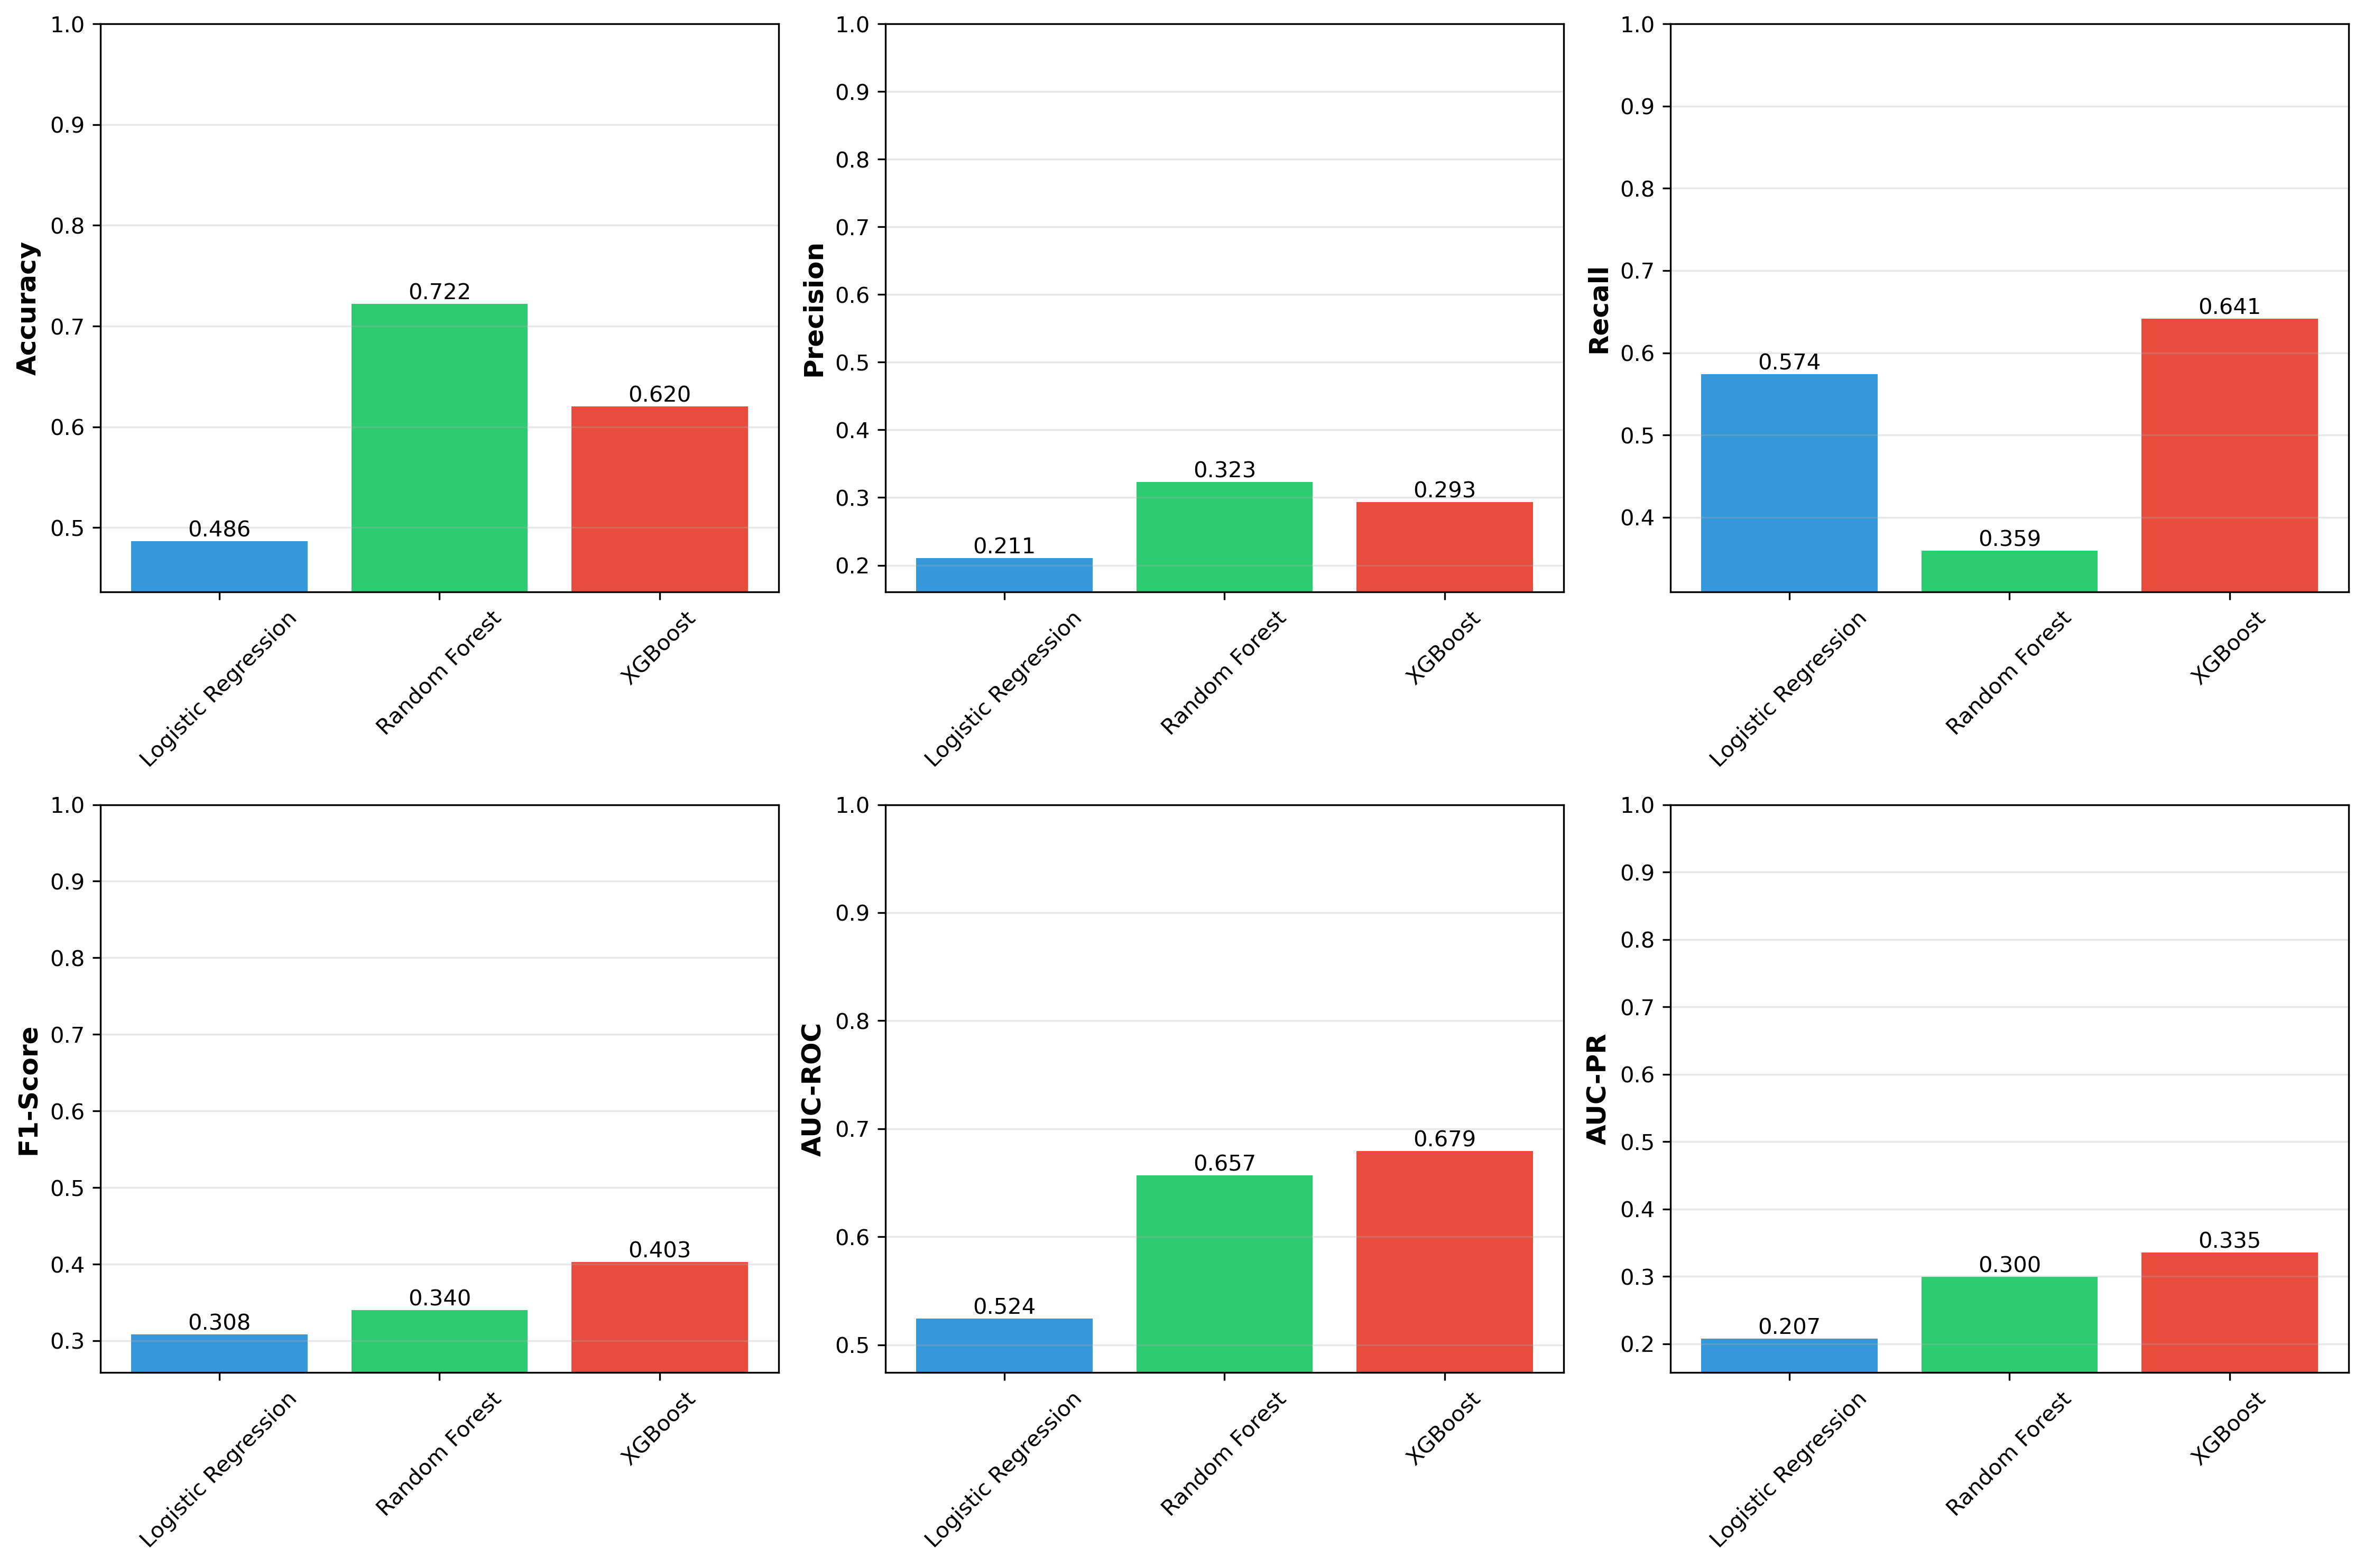 Accuracy
1.0
0.9
0.8
0.7
0.6
0.5
0.486
0.722
0.620
Logistic Regression
Random Forest
XGBoost
Precision
1.0
0.9
0.8
0.7
0.6
0.5
0.4
0.3
0.2
0.211
0.323
0.293
Logistic Regression
Random Forest
XGBoost
Recall
1.0
0.9
0.8
0.7
0.6
0.5
0.4
0.574
0.359
0.641
Logistic Regression
Random Forest
XGBoost
F1-Score
1.0
0.9
0.8
0.7
0.6
0.5
0.4
0.3
0.308
0.340
0.403
Logistic Regression
Random Forest
XGBoost
AUC-ROC
1.0
0.9
0.8
0.7
0.6
0.5
0.524
0.657
0.679
Logistic Regression
Random Forest
XGBoost
AUC-PR
1.0
0.9
0.8
0.7
0.6
0.5
0.4
0.3
0.2
0.207
0.300
0.335
Logistic Regression
Random Forest
XGBoost